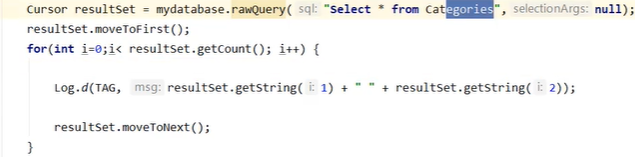 Cursor resultSet = mydatabase.rawQuery( sql: "Select * from Categories", selectionArgs: null);
resultSet.moveToFirst();
for(int i=0;i< resultSet.getCount(); i++) {
Log.d(TAG, msg: resultSet.getString( i: 1) + " " + resultSet.getString( i: 2));
resultSet.moveToNext();
}